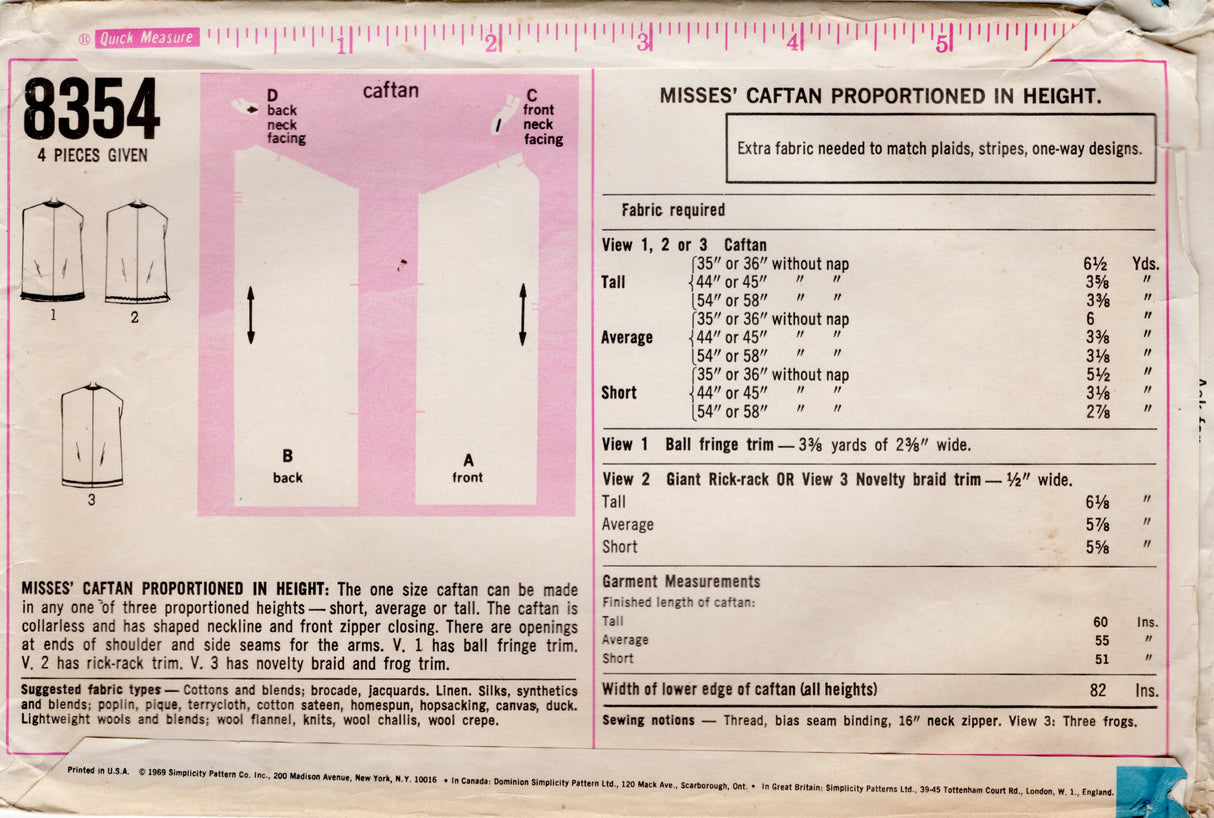 ® Quick Measure
1 2 3 4 5
8354
4 PIECES GIVEN
1
2
3
caftan
D
back
neck
facing
C
front
neck
facing
B
back
A
front
MISSES' CAFTAN PROPORTIONED IN HEIGHT: The one size caftan can be made
in any one of three proportioned heights — short, average or tall. The caftan is
collarless and has shaped neckline and front zipper closing. There are openings
at ends of shoulder and side seams for the arms. V. 1 has ball fringe trim.
V. 2 has rick-rack trim. V. 3 has novelty braid and frog trim.
Suggested fabric types — Cottons and blends; brocade, jacquards. Linen. Silks, synthetics
and blends; poplin, pique, terrycloth, cotton sateen, homespun, hopsacking, canvas, duck.
Lightweight wools and blends; wool flannel, knits, wool challis, wool crepe.
MISSES' CAFTAN PROPORTIONED IN HEIGHT.
Extra fabric needed to match plaids, stripes, one-way designs.
Fabric required
View 1, 2 or 3 Caftan
35" or 36" without nap 6½ Yds.
Tall 44" or 45" " " 3⅝ "
54" or 58" " " 3⅜ "
35" or 36" without nap 6 "
Average 44" or 45" " " 3⅜ "
54" or 58" " " 3⅛ "
35" or 36" without nap 5½ "
Short 44" or 45" " " 3⅛ "
54" or 58" " " 2⅞ "
View 1 Ball fringe trim — 3⅜ yards of 2⅜" wide.
View 2 Giant Rick-rack OR View 3 Novelty braid trim — ½" wide.
Tall 6⅛ "
Average 5⅞ "
Short 5⅝ "
Garment Measurements
Finished length of caftan:
Tall 60 Ins.
Average 55 "
Short 51 "
Width of lower edge of caftan (all heights) 82 Ins.
Sewing notions — Thread, bias seam binding, 16" neck zipper. View 3: Three frogs.
Printed in U.S.A. © 1969 Simplicity Pattern Co. Inc., 200 Madison Avenue, New York, N.Y. 10016 • In Canada: Dominion Simplicity Pattern Ltd., 120 Mack Ave., Scarborough, Ont. • In Great Britain: Simplicity Patterns Ltd., 39-45 Tottenham Court Rd., London, W. 1., England.